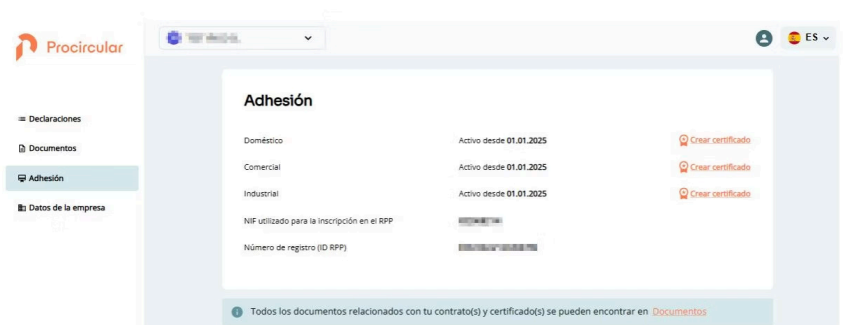 Procircular
ES
Declaraciones
Documentos
Adhesión
Datos de la empresa
Adhesión
Doméstico Activo desde 01.01.2025 Crear certificado
Comercial Activo desde 01.01.2025 Crear certificado
Industrial Activo desde 01.01.2025 Crear certificado
NIF utilizado para la inscripción en el RPP
Número de registro (ID RPP)
Todos los documentos relacionados con tu contrato(s) y certificado(s) se pueden encontrar en Documentos